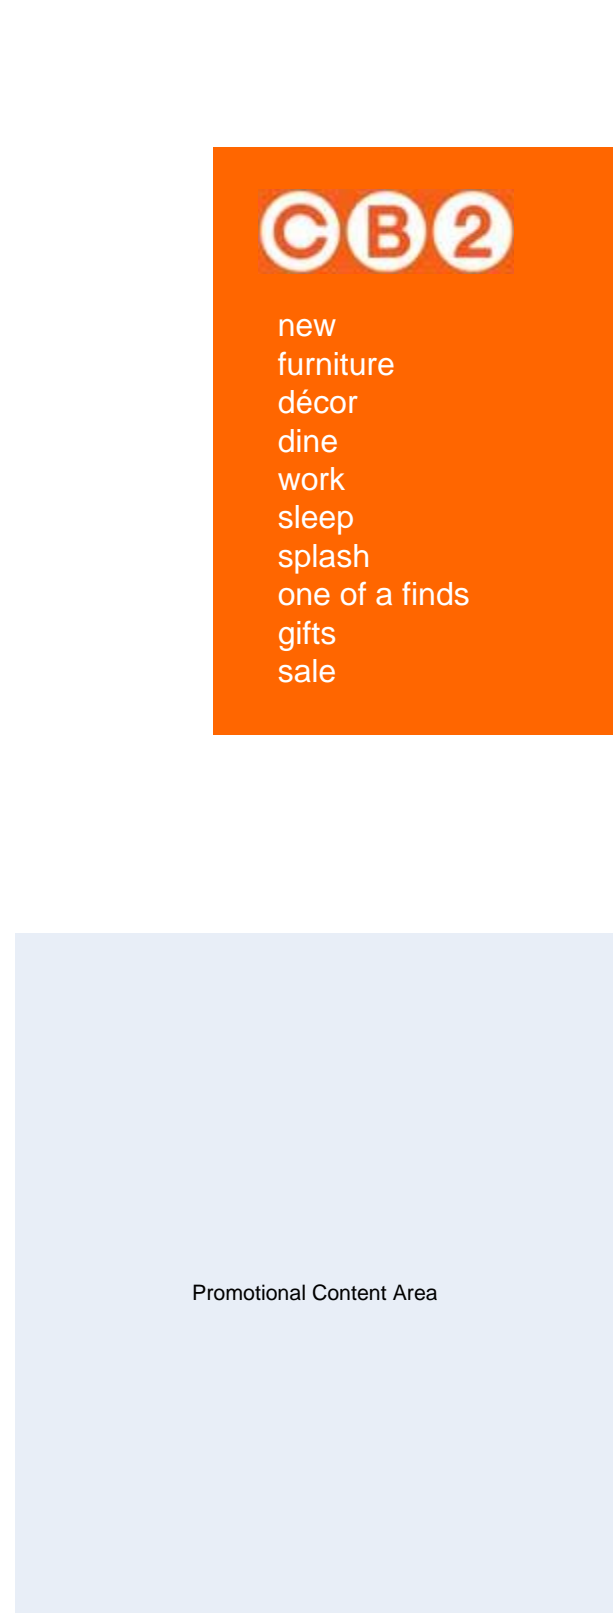 CB2
new
furniture
décor
dine
work
sleep
splash
one of a finds
gifts
sale
Promotional Content Area